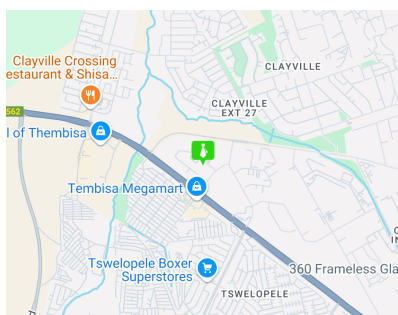 Clayville Crossing
estaurant & Shisa...
CLAYVILLE
CLAYVILLE
EXT 27
562
l of Thembisa
Tembisa Megamart
Tswelopele Boxer
Superstores
360 Frameless Gla
TSWELOPELE